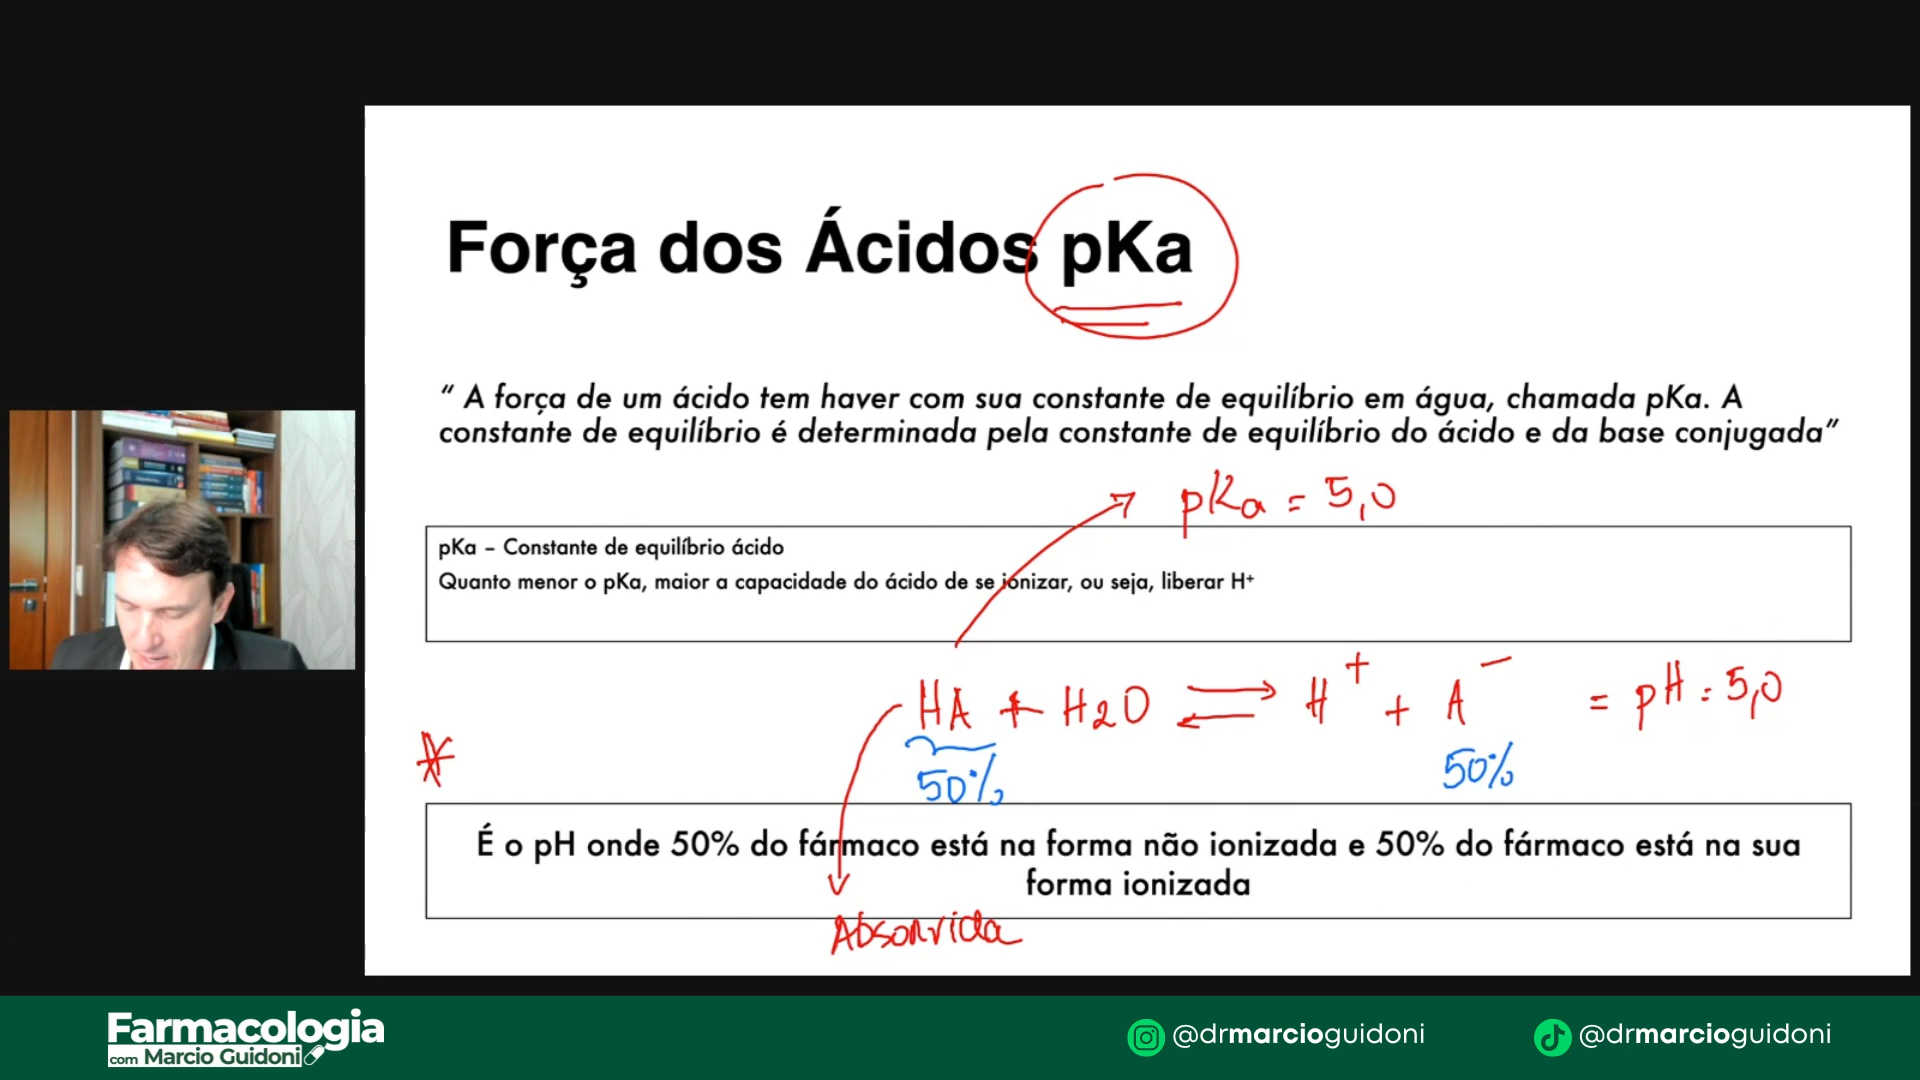 Força dos Ácidos pKa
“ A força de um ácido tem haver com sua constante de equilíbrio em água, chamada pKa. A
constante de equilíbrio é determinada pela constante de equilíbrio do ácido e da base conjugada”
pKa = 5,0
pKa – Constante de equilíbrio ácido
Quanto menor o pKa, maior a capacidade do ácido de se ionizar, ou seja, liberar H⁺
HA + H2O ⇌ H⁺ + A⁻ = pH = 5,0
50% 50%
É o pH onde 50% do fármaco está na forma não ionizada e 50% do fármaco está na sua
forma ionizada
Absorvida
Farmacologia
com Marcio Guidoni
@drmarcioguidoni
@drmarcioguidoni